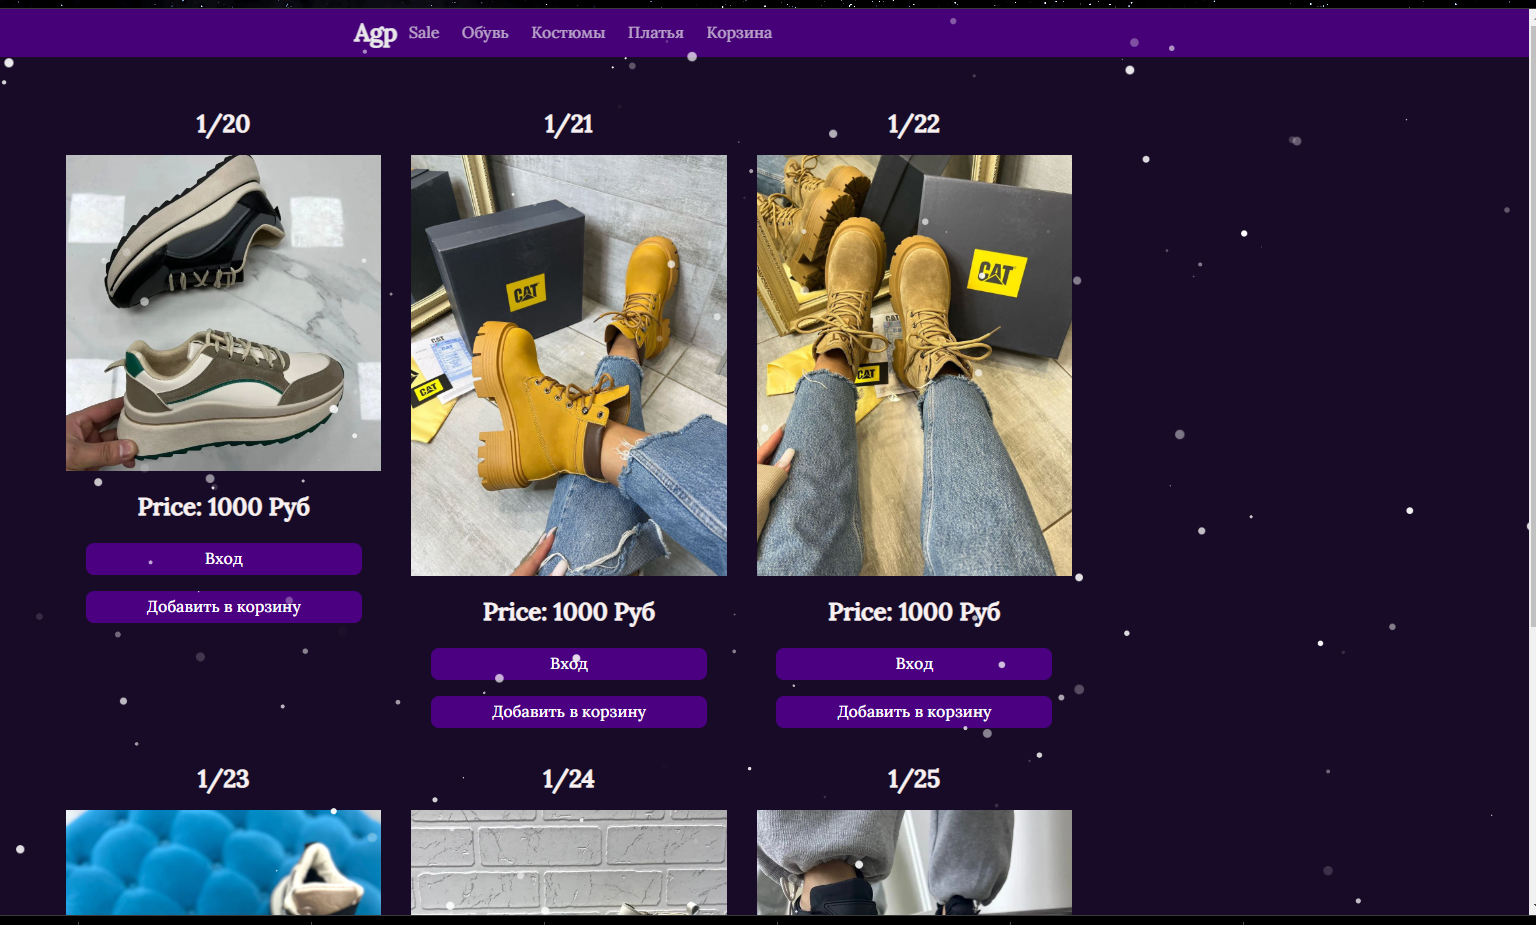 Agp Sale Обувь Костюмы Платья Корзина
1/20 1/21 1/22
CAT
CAT
CAT
CAT
CAT
CAT
Price: 1000 Руб
Вход
Добавить в корзину
Price: 1000 Руб
Вход
Добавить в корзину
Price: 1000 Руб
Вход
Добавить в корзину
1/23 1/24 1/25